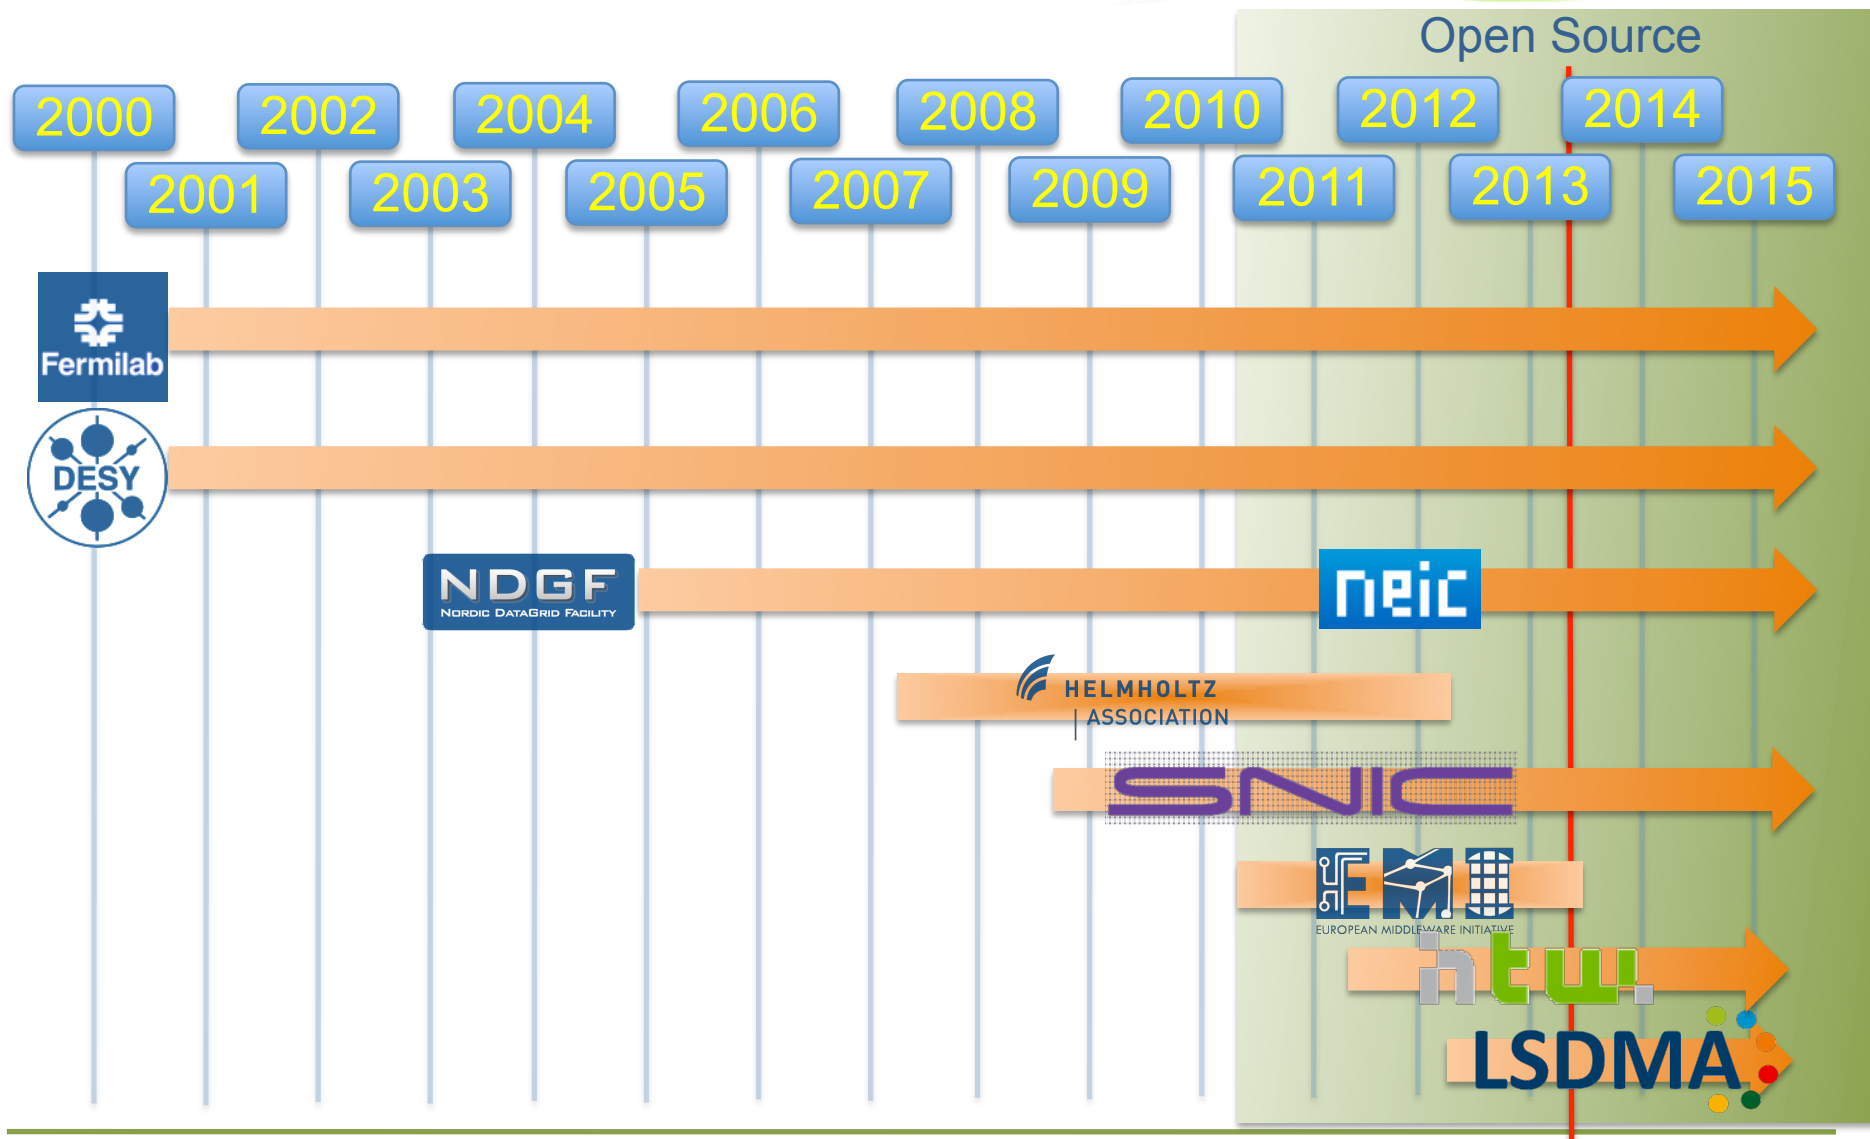 Open Source
2000
2002
2004
2006
2008
2010
2012
2014
2001
2003
2005
2007
2009
2011
2013
2015
Fermilab
DESY
NDGF
NORDIC DATAGRID FACILITY
neic
HELMHOLTZ
ASSOCIATION
SNIC
EMI
EUROPEAN MIDDLEWARE INITIATIVE
htw.
LSDMA